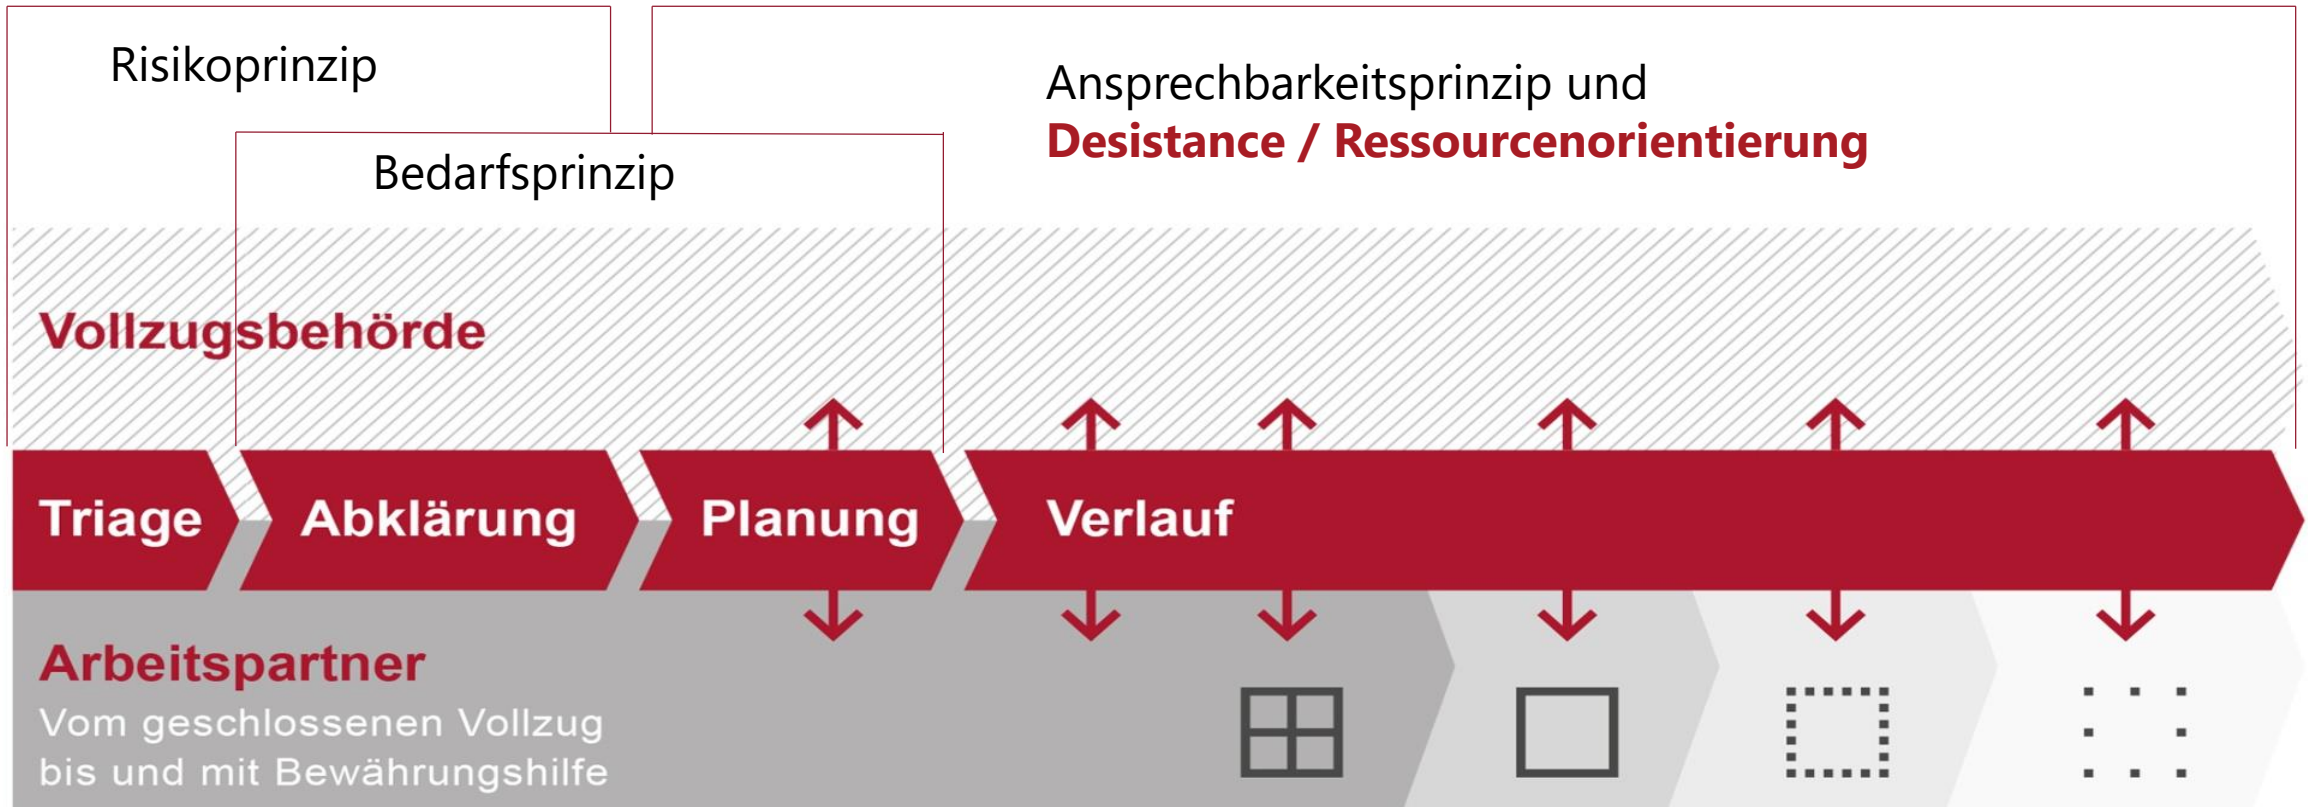 Risikoprinzip
Ansprechbarkeitsprinzip und
Desistance / Ressourcenorientierung
Bedarfsprinzip
Vollzugsbehörde
Triage
Abklärung
Planung
Verlauf
Arbeitspartner
Vom geschlossenen Vollzug
bis und mit Bewährungshilfe